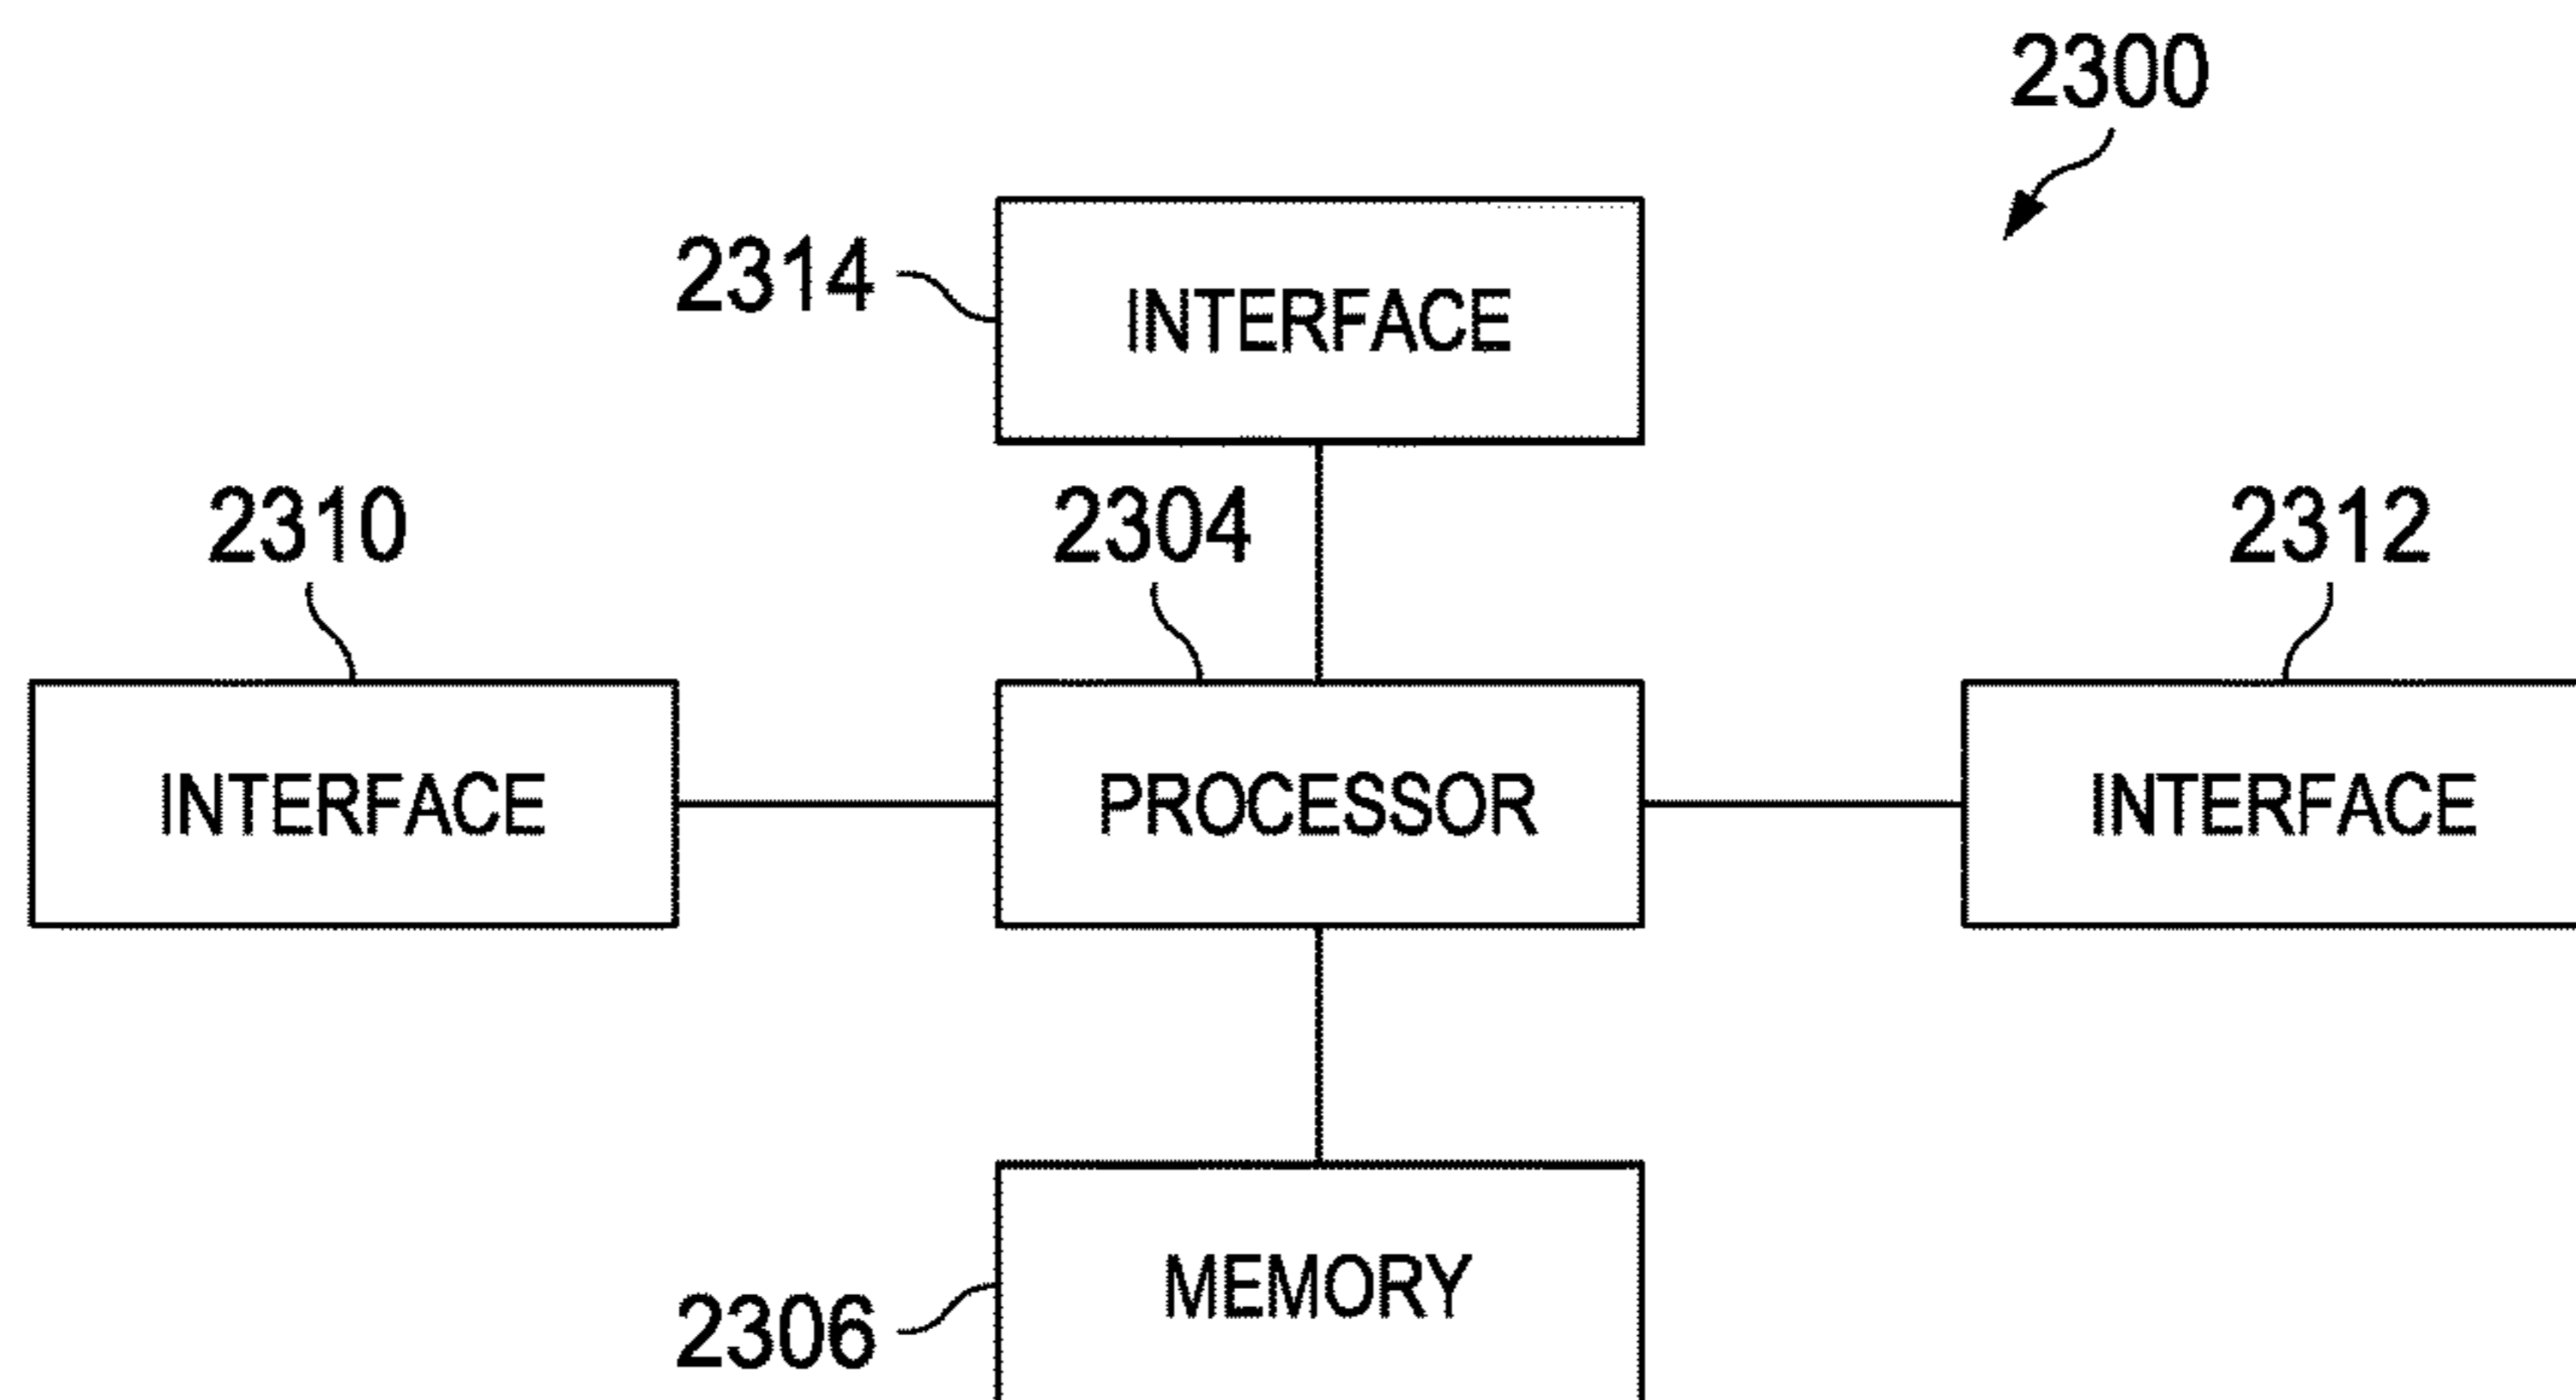 2300
2314
INTERFACE
2310
2304
2312
INTERFACE
PROCESSOR
INTERFACE
MEMORY
2306